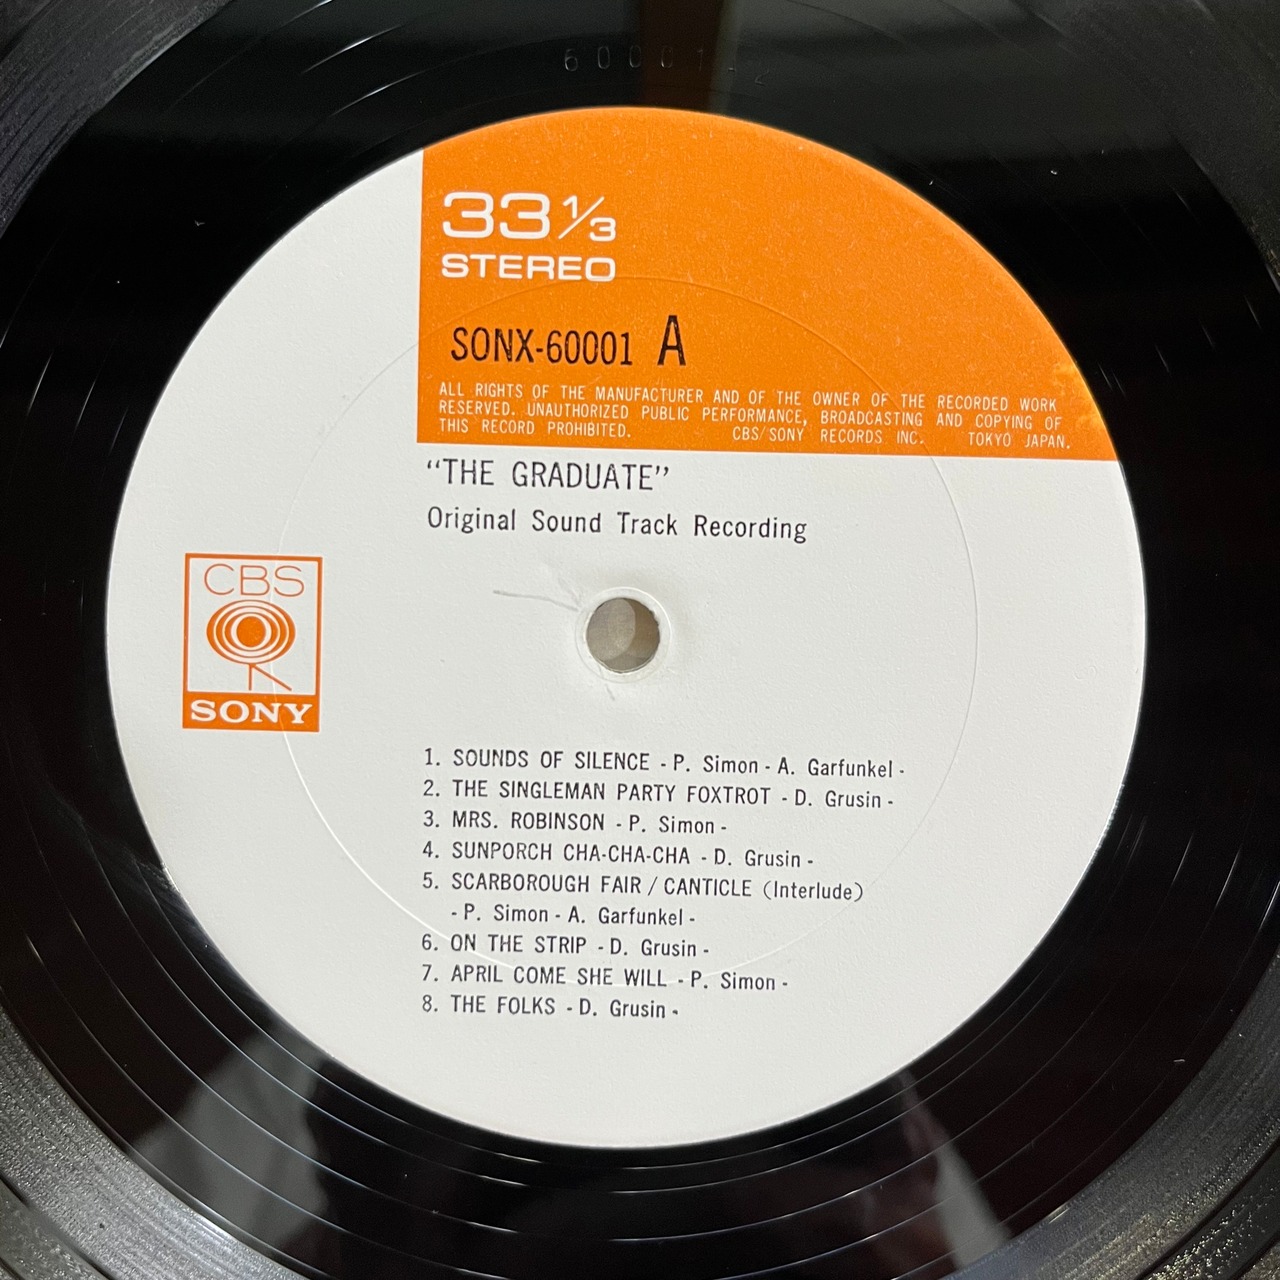 60001-2
33 1/3
STEREO
SONX-60001 A
ALL RIGHTS OF THE MANUFACTURER AND OF THE OWNER OF THE RECORDED WORK
RESERVED. UNAUTHORIZED PUBLIC PERFORMANCE, BROADCASTING AND COPYING OF
THIS RECORD PROHIBITED. CBS/SONY RECORDS INC. TOKYO JAPAN.
“THE GRADUATE”
Original Sound Track Recording
CBS
SONY
1. SOUNDS OF SILENCE - P. Simon - A. Garfunkel -
2. THE SINGLEMAN PARTY FOXTROT - D. Grusin -
3. MRS. ROBINSON - P. Simon -
4. SUNPORCH CHA-CHA-CHA - D. Grusin -
5. SCARBOROUGH FAIR / CANTICLE (Interlude)
- P. Simon - A. Garfunkel -
6. ON THE STRIP - D. Grusin -
7. APRIL COME SHE WILL - P. Simon -
8. THE FOLKS - D. Grusin -